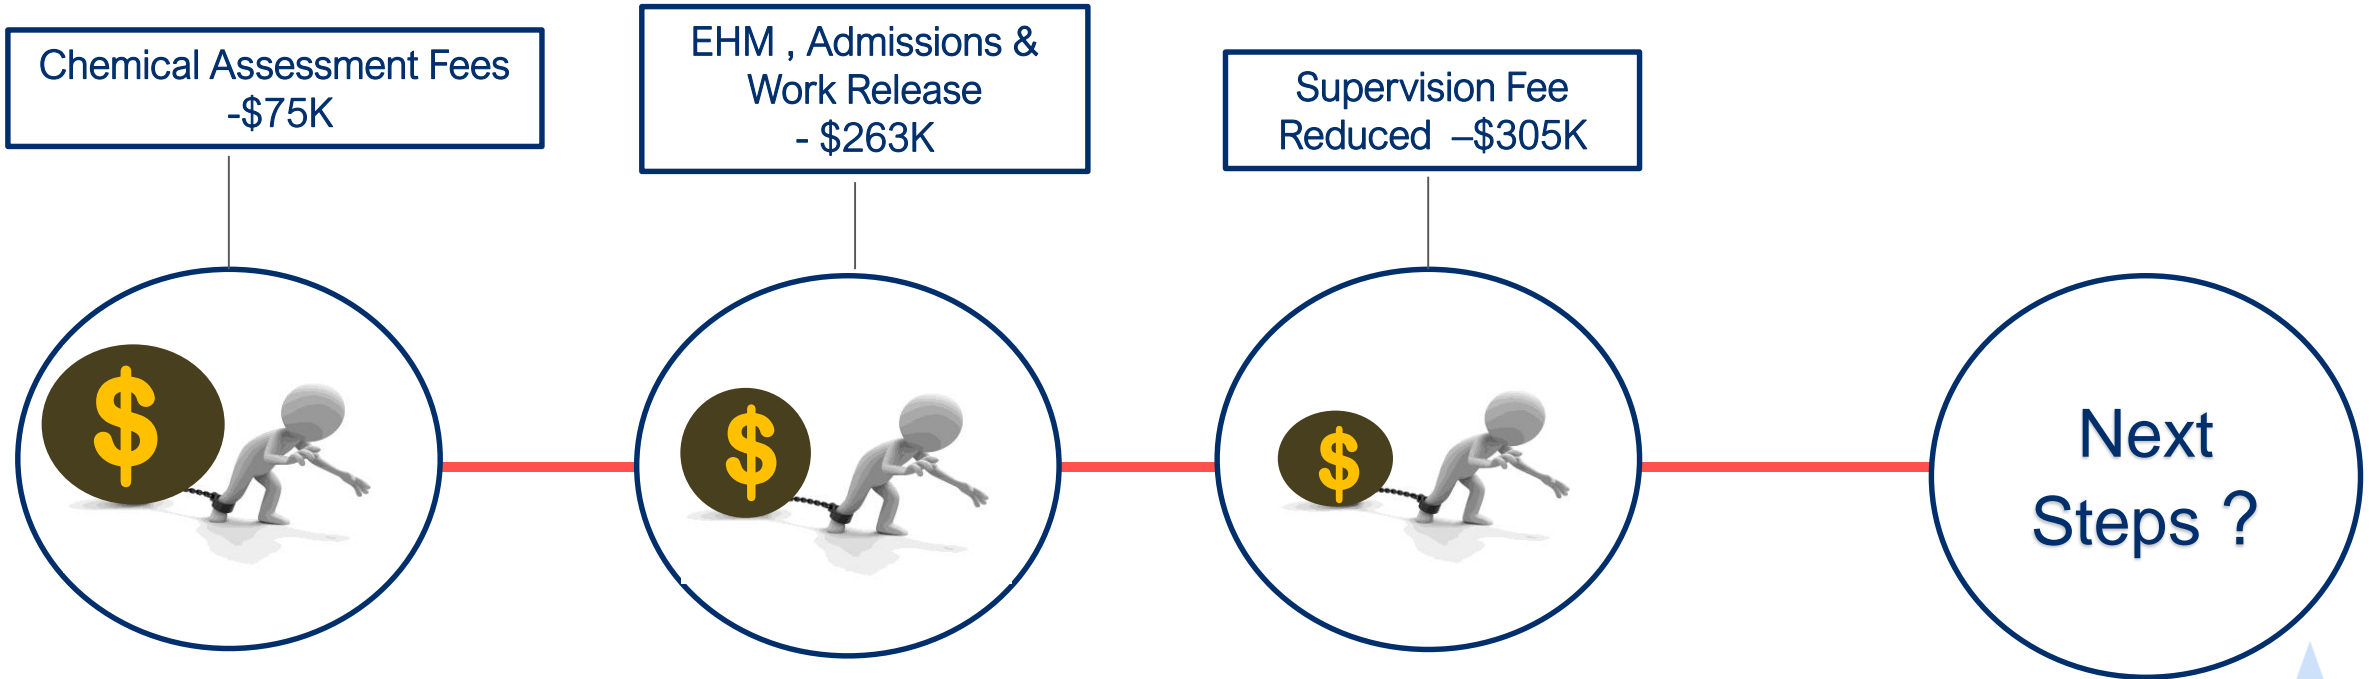 Chemical Assessment Fees
-$75K
EHM , Admissions &
Work Release
- $263K
Supervision Fee
Reduced –$305K
$
$
$
Next
Steps ?